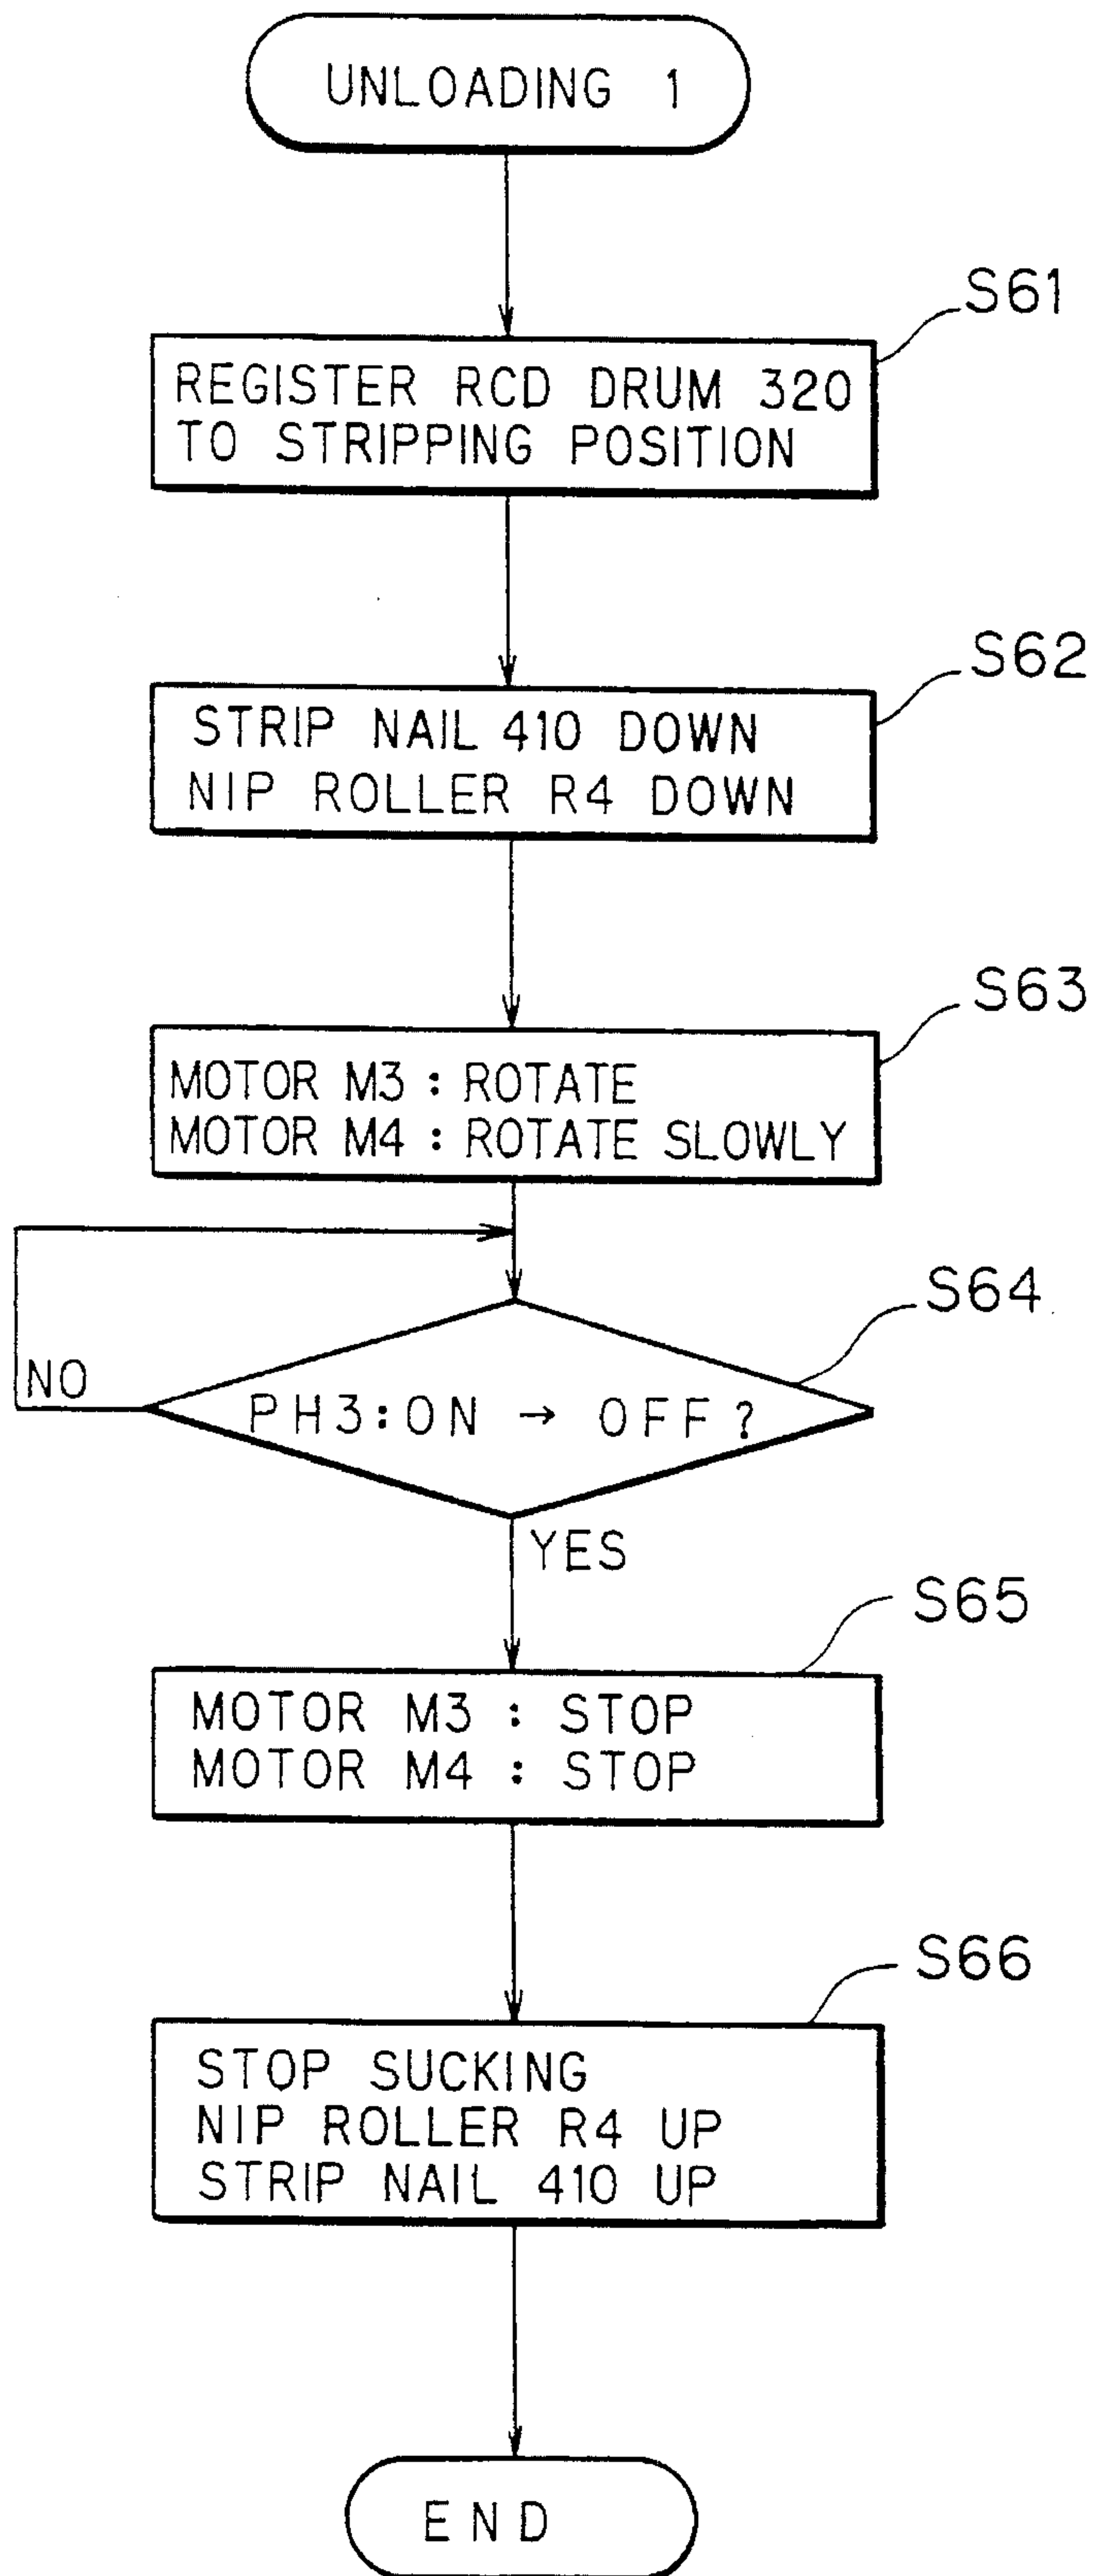 UNLOADING 1
S61
REGISTER RCD DRUM 320
TO STRIPPING POSITION
S62
STRIP NAIL 410 DOWN
NIP ROLLER R4 DOWN
S63
MOTOR M3 : ROTATE
MOTOR M4 : ROTATE SLOWLY
S64
NO
PH3:ON → OFF?
YES
S65
MOTOR M3 : STOP
MOTOR M4 : STOP
S66
STOP SUCKING
NIP ROLLER R4 UP
STRIP NAIL 410 UP
END